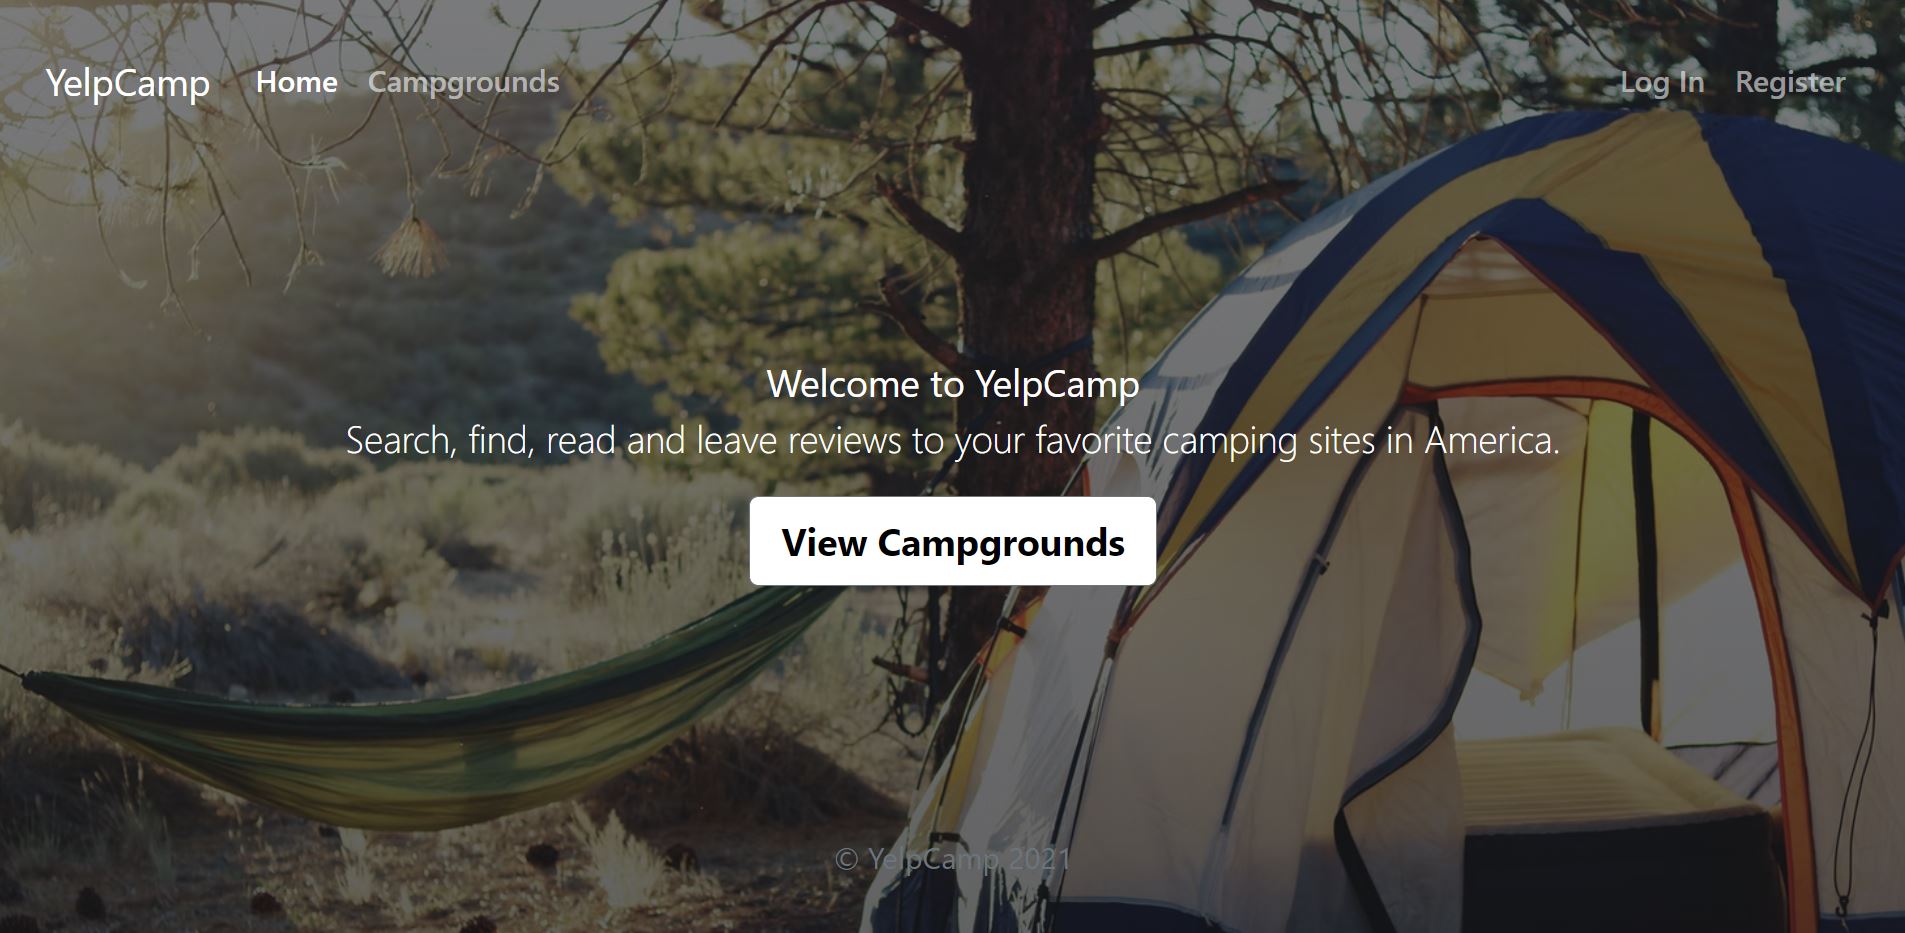 YelpCamp Home Campgrounds Log In Register
Welcome to YelpCamp
Search, find, read and leave reviews to your favorite camping sites in America.
View Campgrounds
© YelpCamp 2021